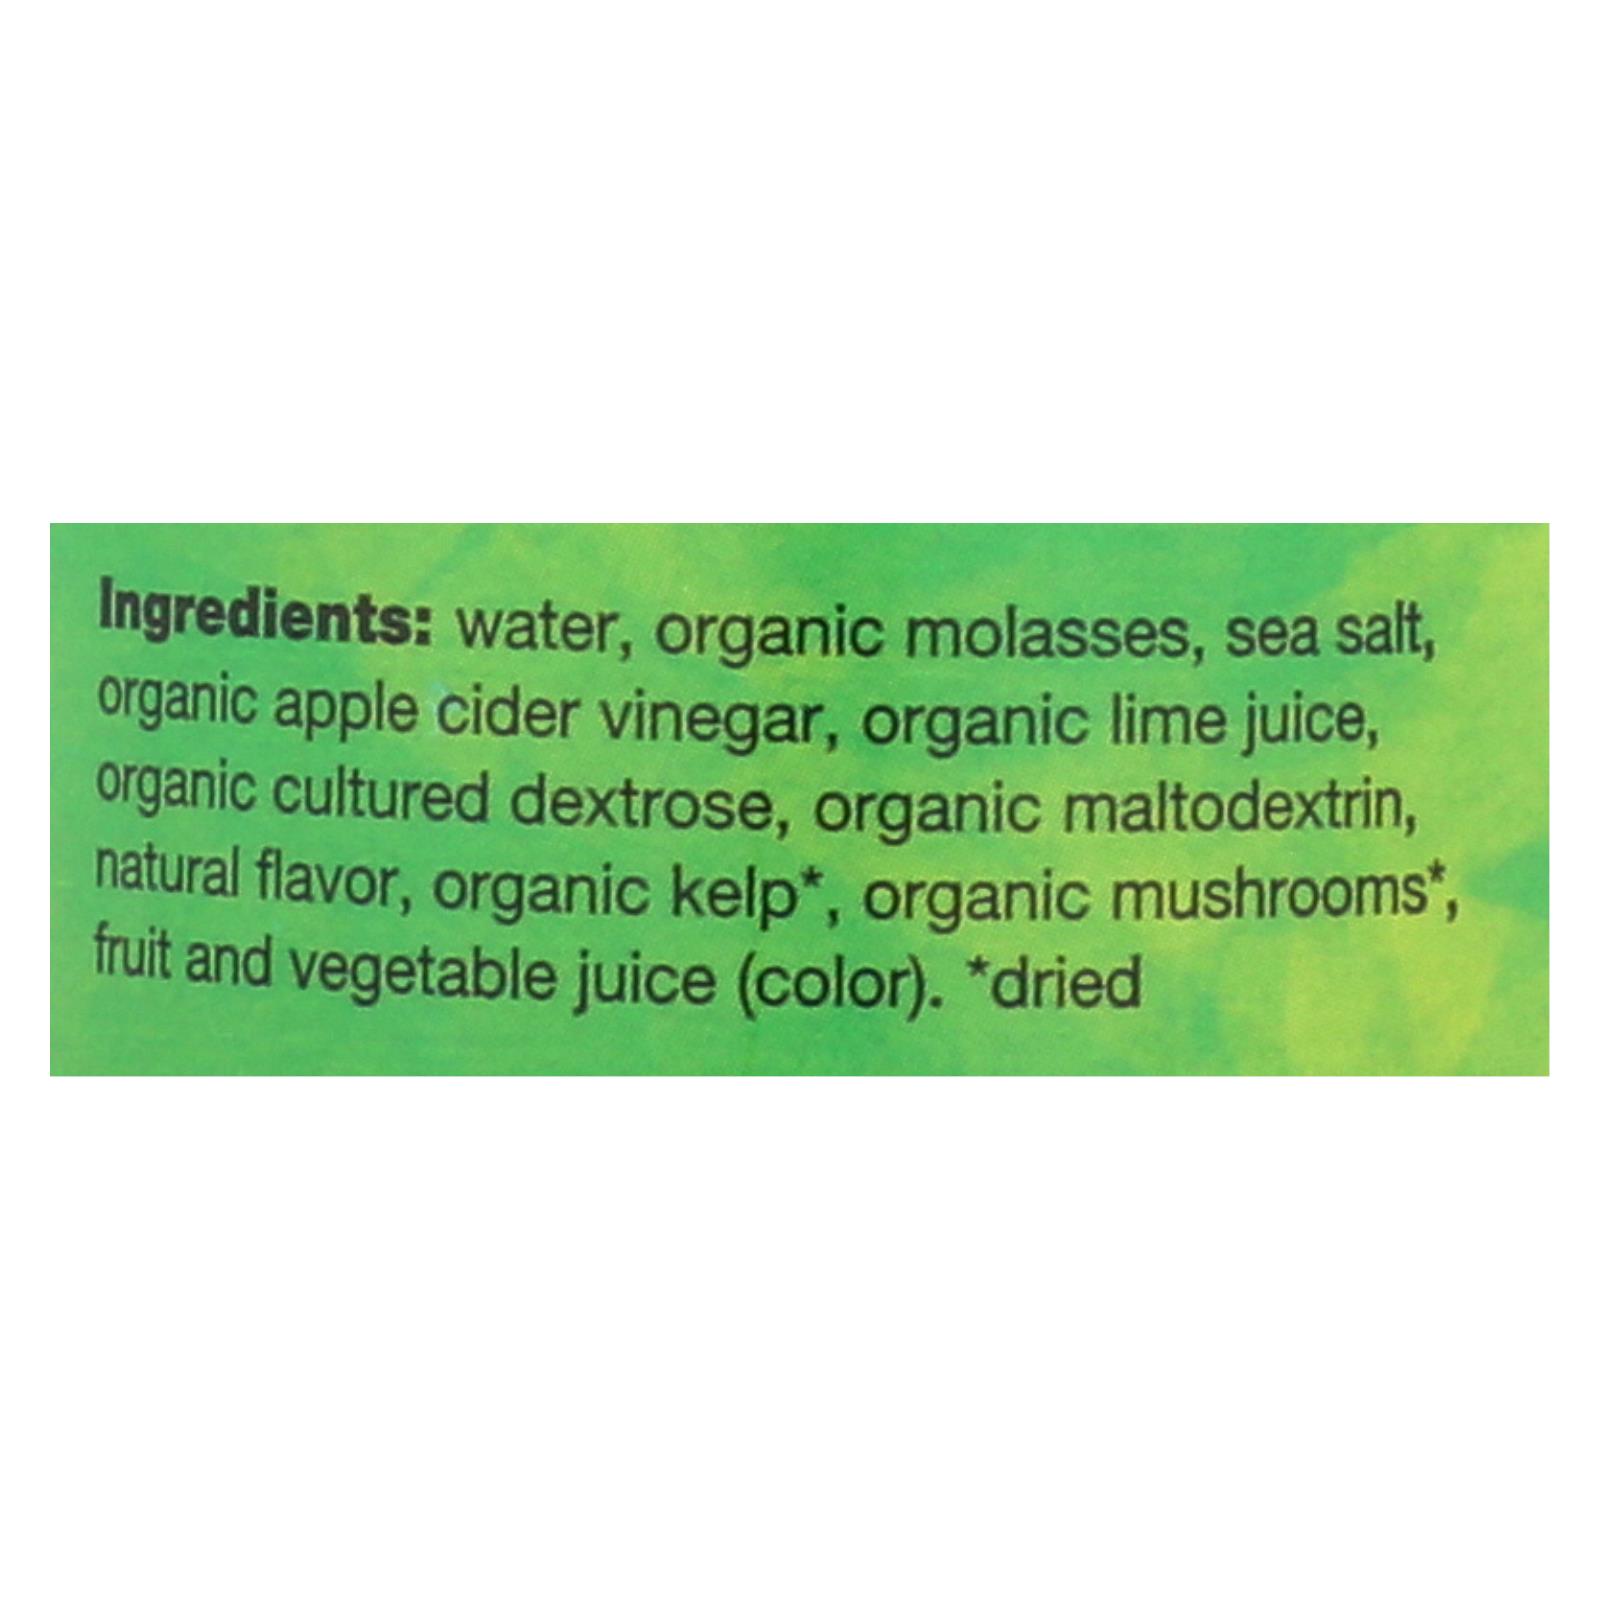 Ingredients: water, organic molasses, sea salt,
organic apple cider vinegar, organic lime juice,
organic cultured dextrose, organic maltodextrin,
natural flavor, organic kelp*, organic mushrooms*,
fruit and vegetable juice (color). *dried